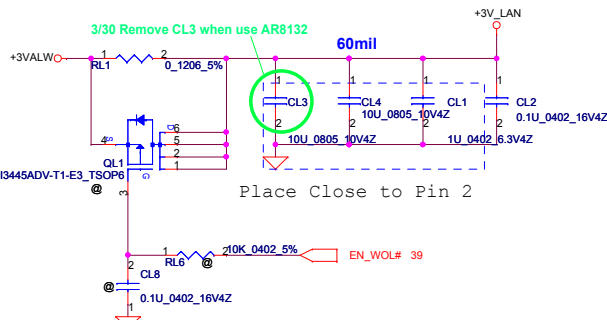 3/30 Remove CL3 when use AR8132
+3V_LAN
60mil
+3VALW
RL1
1
2
0_1206_5%
1
CL3
2
10U_0805_10V4Z
1
CL4
2
10U_0805_10V4Z
1
CL1
2
1U_0402_6.3V4Z
1
CL2
2
0.1U_0402_16V4Z
Place Close to Pin 2
S
D
G
4
6
5
2
1
3
QL1
I3445ADV-T1-E3_TSOP6
@
1
2
10K_0402_5%
RL6
@
EN_WOL# 39
2
CL8
@
1
0.1U_0402_16V4Z